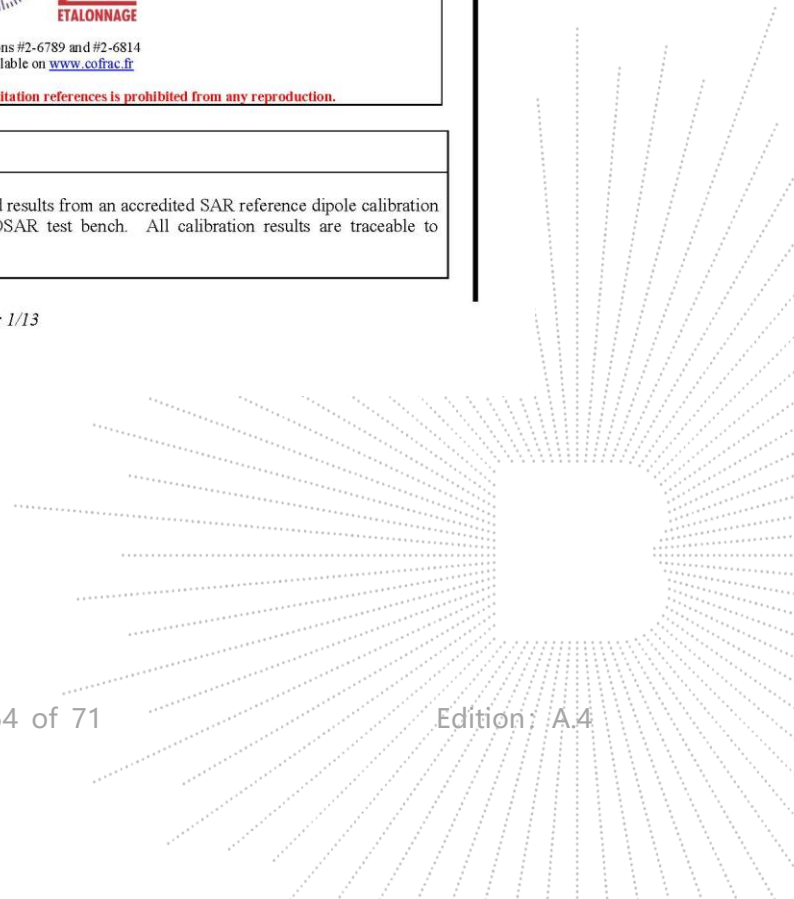 ETALONNAGE
ns #2-6789 and #2-6814
lable on www.cofrac.fr
itation references is prohibited from any reproduction.
l results from an accredited SAR reference dipole calibration
OSAR test bench. All calibration results are traceable to
: 1/13
4 of 71
Edition: A.4